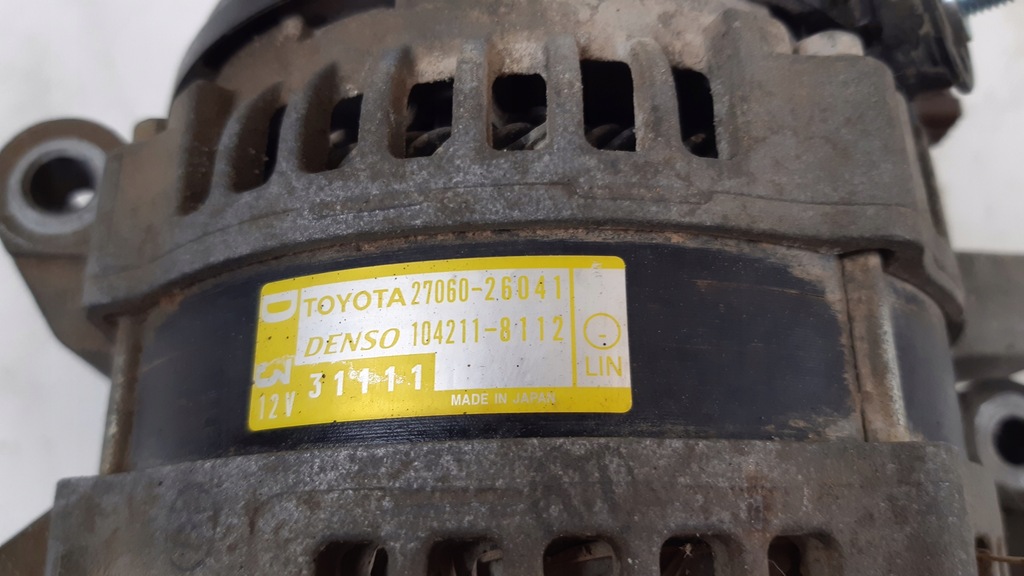 D TOYOTA 27060-26041
DENSO 104211-8112
3 31111
LIN
12V MADE IN JAPAN